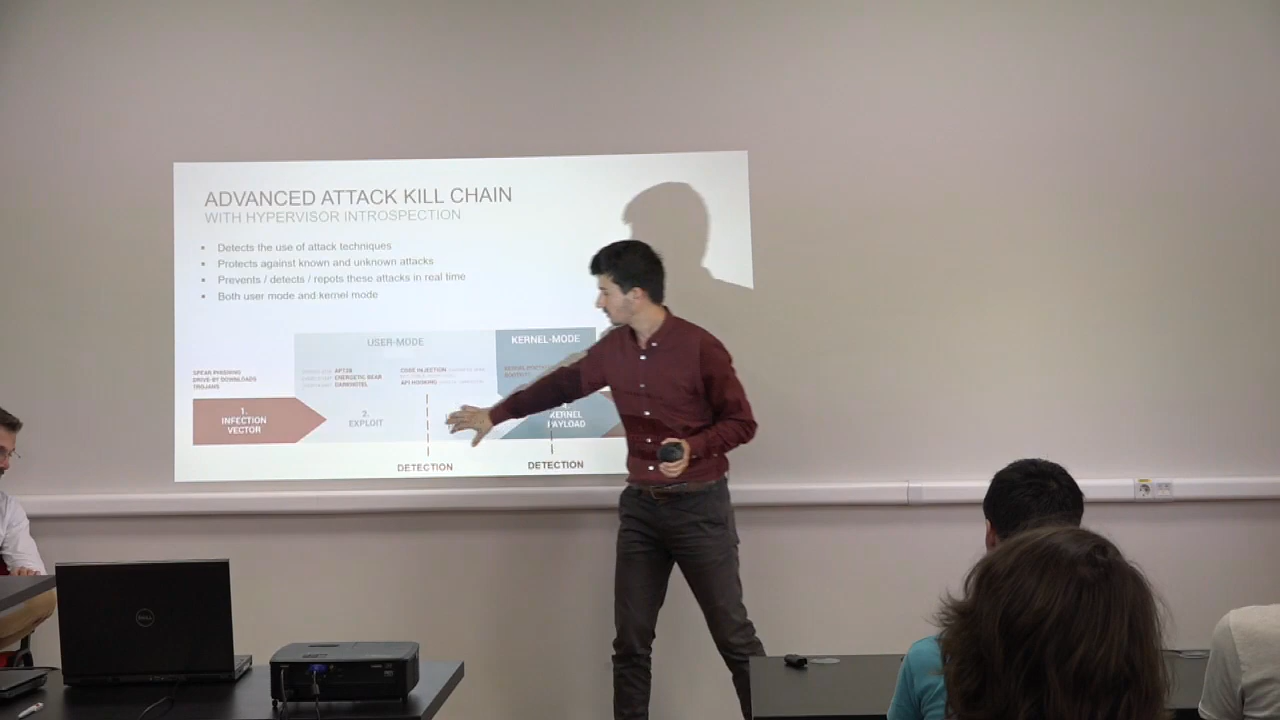 ADVANCED ATTACK KILL CHAIN
WITH HYPERVISOR INTROSPECTION
▪ Detects the use of attack techniques
▪ Protects against known and unknown attacks
▪ Prevents / detects / repots these attacks in real time
▪ Both user mode and kernel mode
USER-MODE
KERNEL-MODE
SPEAR PHISHING
DRIVE-BY DOWNLOADS
TROJANS
APT28
ENERGETIC BEAR
DARKHOTEL
CODE INJECTION
API HOOKING
1.
INFECTION
VECTOR
2.
EXPLOIT
KERNEL
PAYLOAD
DETECTION
DETECTION
DELL